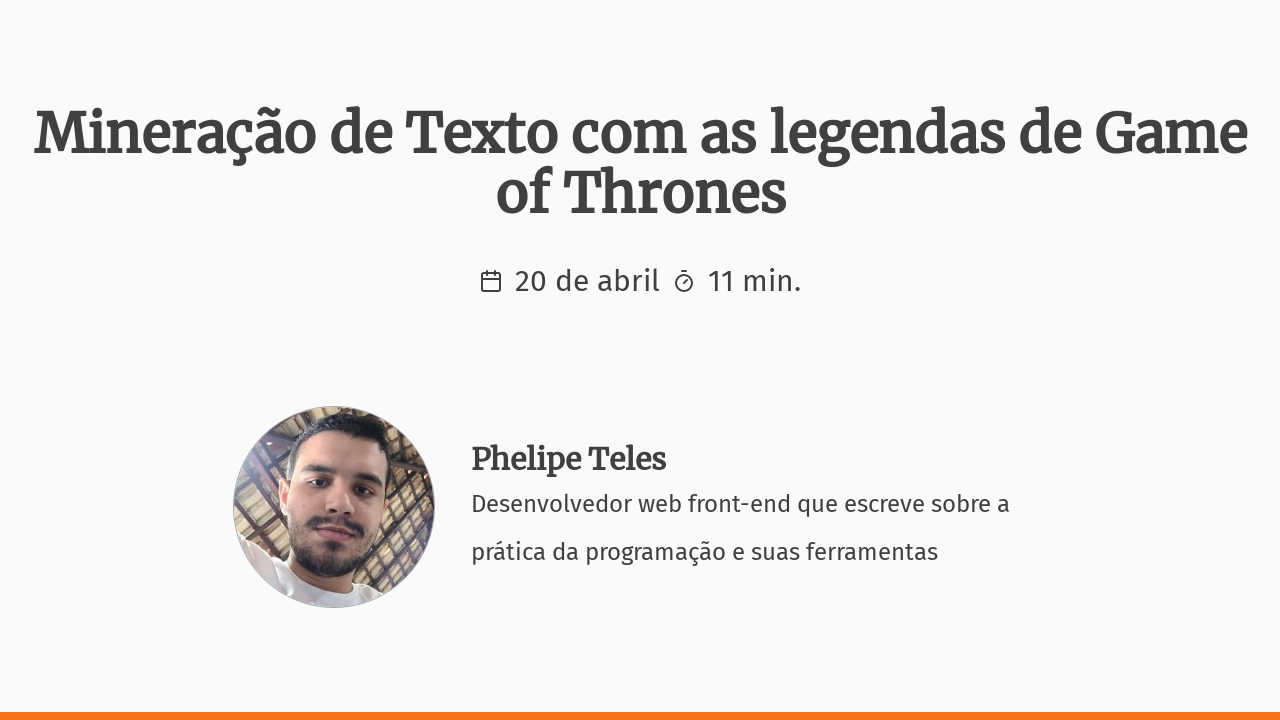 Mineração de Texto com as legendas de Game
of Thrones
20 de abril 11 min.
Phelipe Teles
Desenvolvedor web front-end que escreve sobre a
prática da programação e suas ferramentas